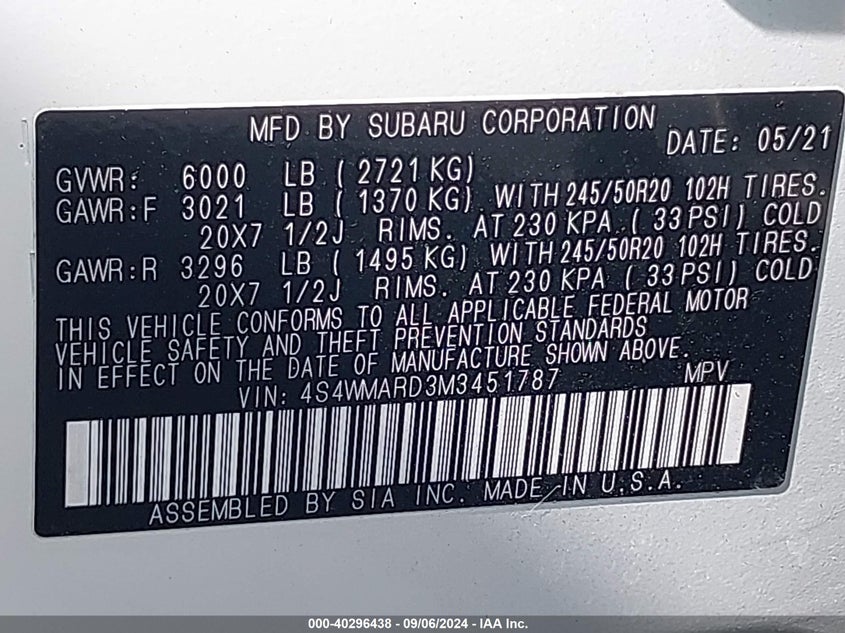 MFD BY SUBARU CORPORATION DATE: 05/21
GVWR: 6000 LB ( 2721 KG)
GAWR:F 3021 LB ( 1370 KG) WITH 245/50R20 102H TIRES.
20X7 1/2J RIMS. AT 230 KPA ( 33 PSI) COLD
GAWR:R 3296 LB ( 1495 KG) WITH 245/50R20 102H TIRES.
20X7 1/2J RIMS. AT 230 KPA ( 33 PSI) COLD
THIS VEHICLE CONFORMS TO ALL APPLICABLE FEDERAL MOTOR
VEHICLE SAFETY AND THEFT PREVENTION STANDARDS
IN EFFECT ON THE DATE OF MANUFACTURE SHOWN ABOVE.
VIN: 4S4WMARD3M3451787 MPV
ASSEMBLED BY SIA INC. MADE IN U.S.A.
000-40296438 - 09/06/2024 - IAA Inc.